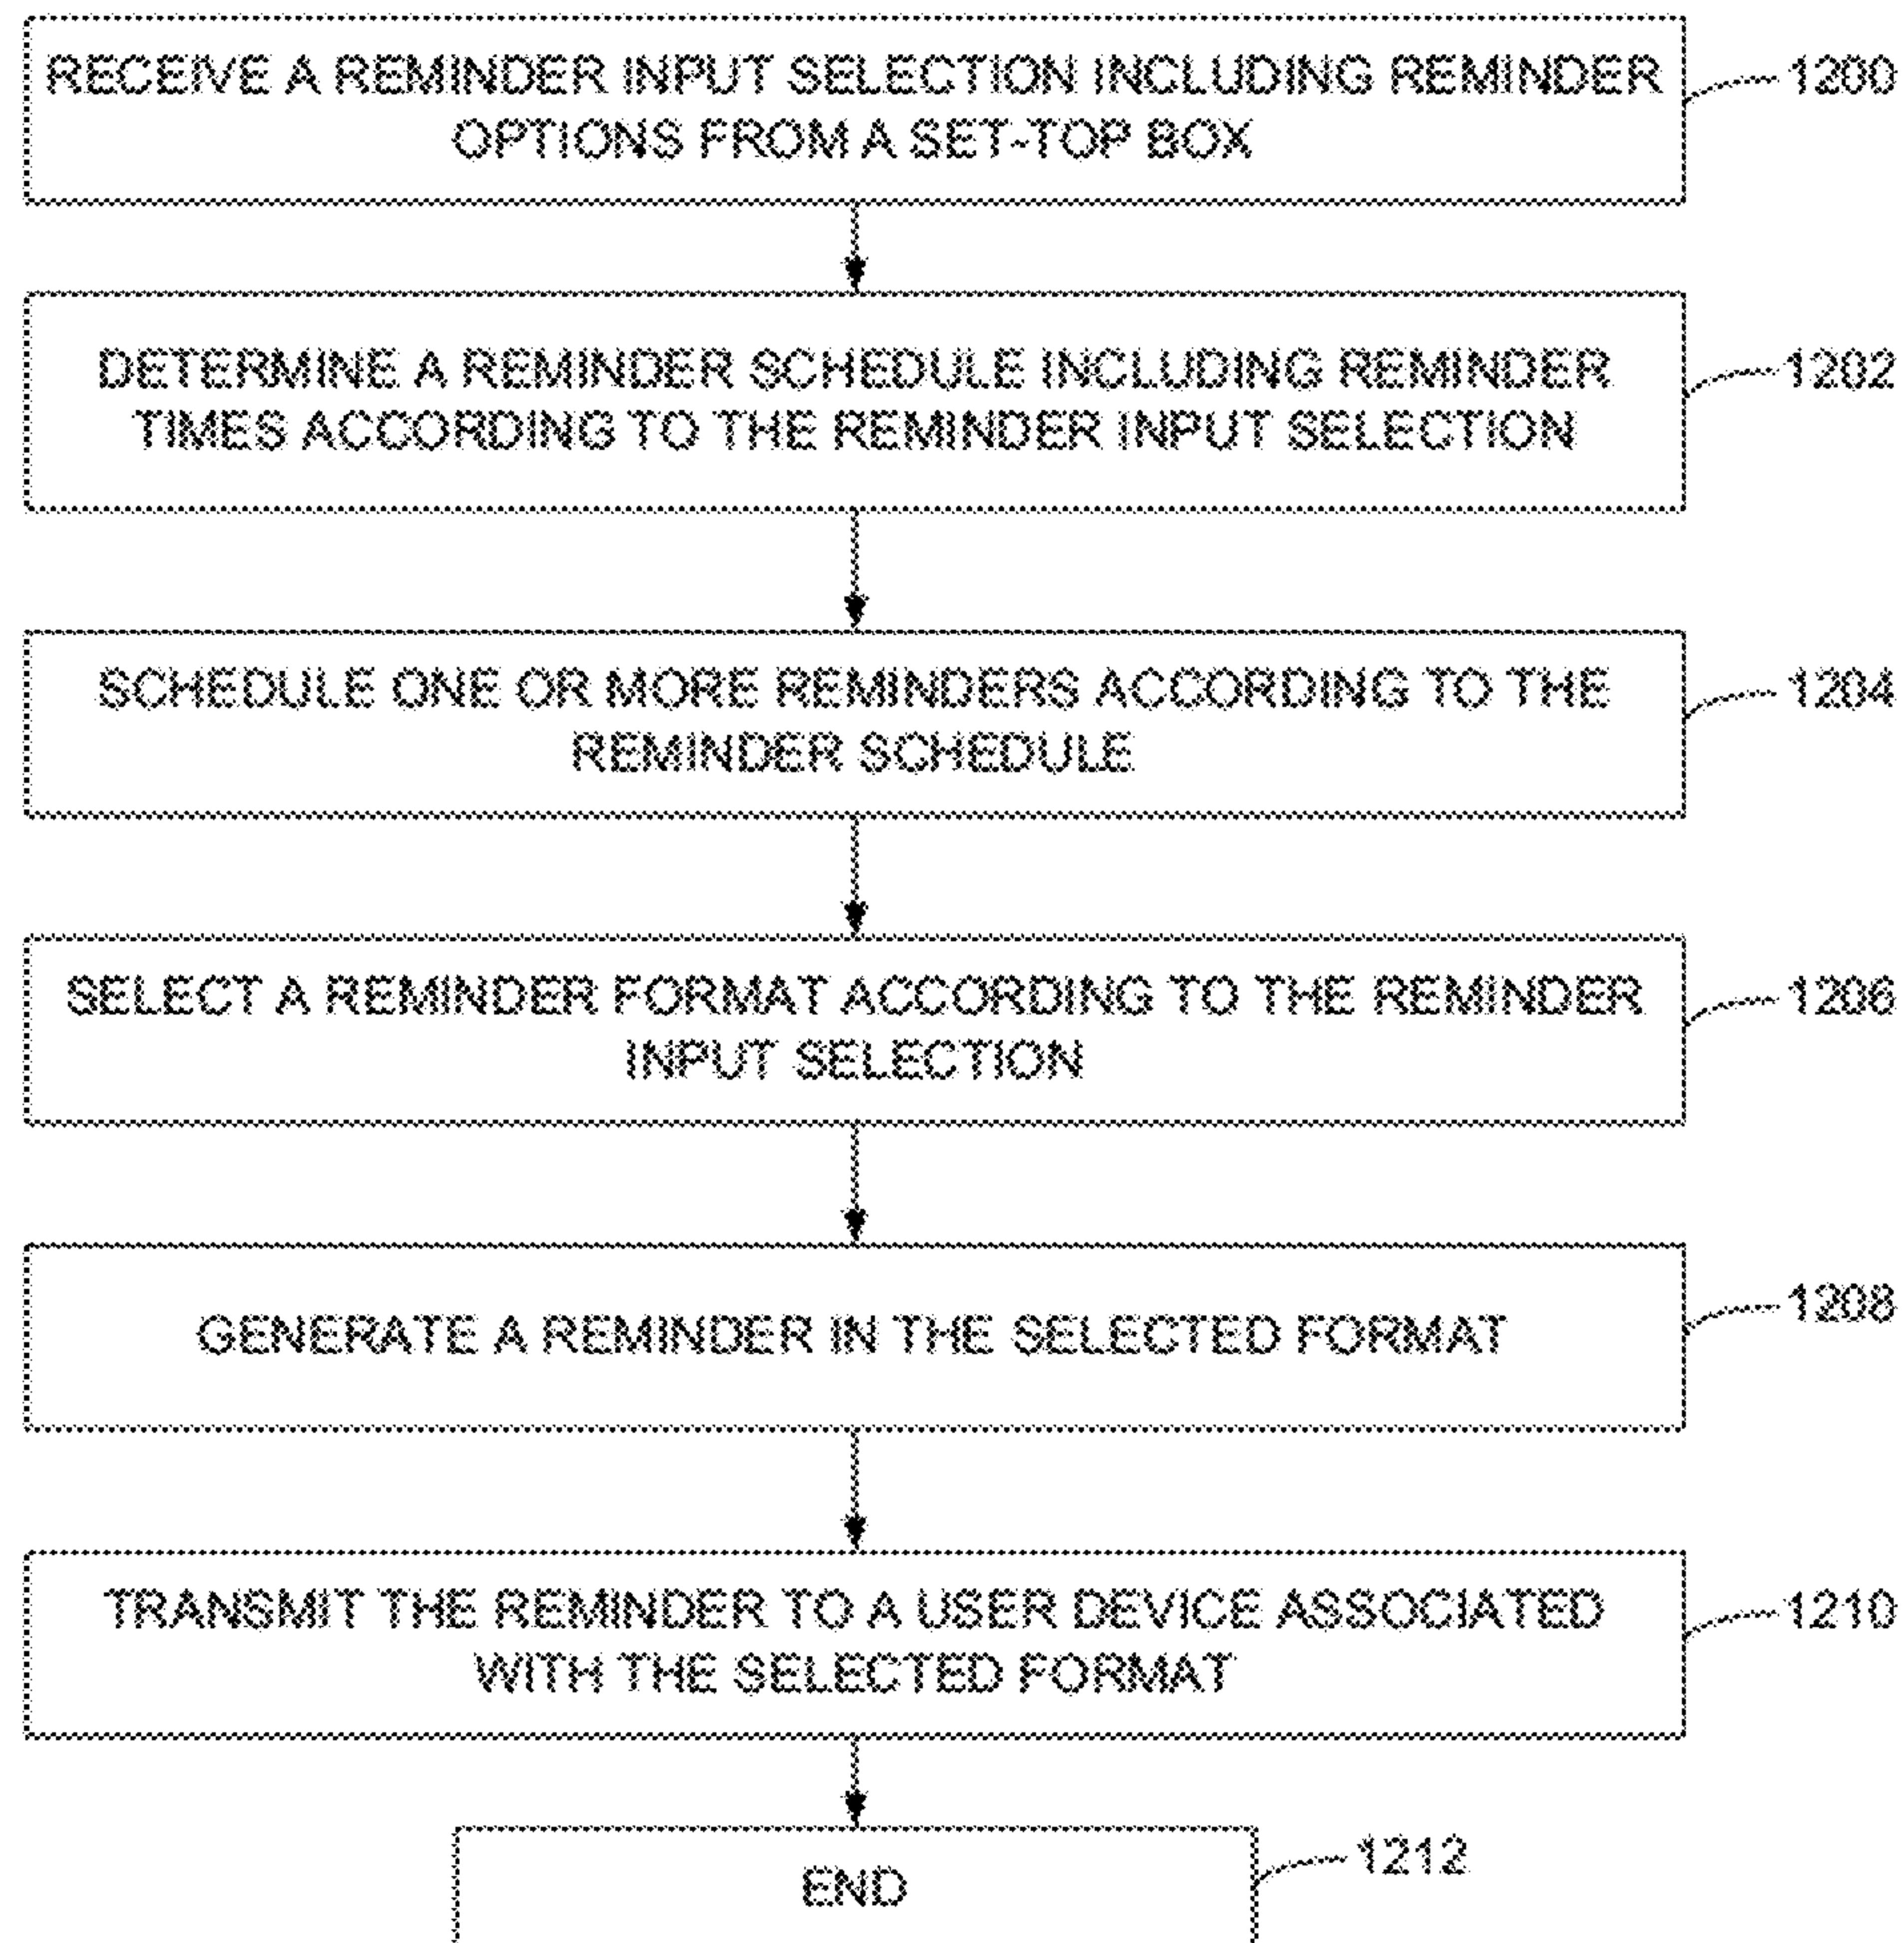 RECEIVE A REMINDER INPUT SELECTION INCLUDING REMINDER
OPTIONS FROM A SET-TOP BOX
1200
DETERMINE A REMINDER SCHEDULE INCLUDING REMINDER
TIMES ACCORDING TO THE REMINDER INPUT SELECTION
1202
SCHEDULE ONE OR MORE REMINDERS ACCORDING TO THE
REMINDER SCHEDULE
1204
SELECT A REMINDER FORMAT ACCORDING TO THE REMINDER
INPUT SELECTION
1206
GENERATE A REMINDER IN THE SELECTED FORMAT
1208
TRANSMIT THE REMINDER TO A USER DEVICE ASSOCIATED
WITH THE SELECTED FORMAT
1210
END
1212